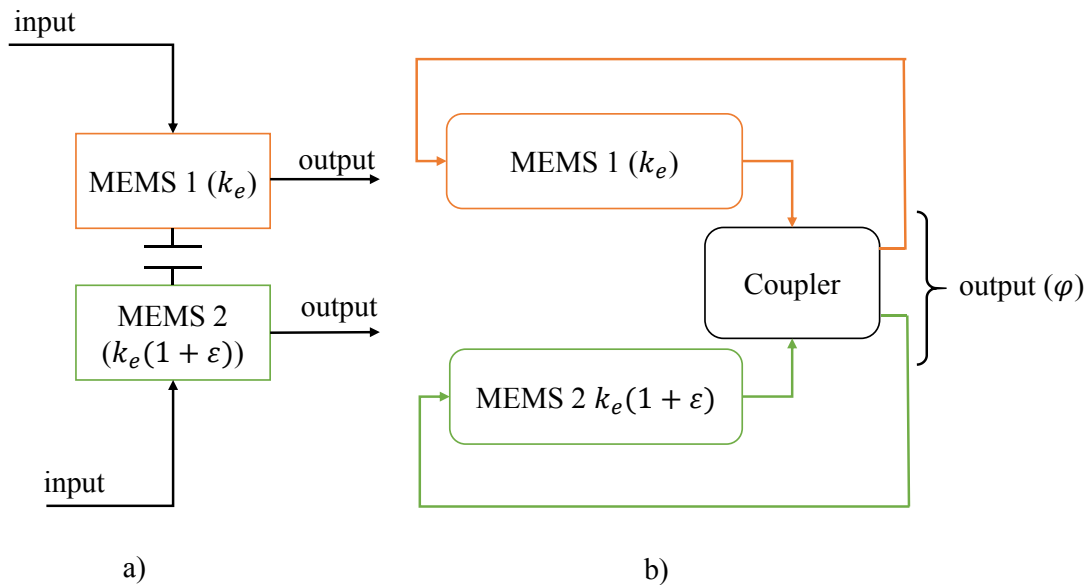 input
MEMS 1 (kₑ)
output
MEMS 2
(kₑ(1 + ε))
output
input
a)
MEMS 1 (kₑ)
Coupler
output (φ)
MEMS 2 kₑ(1 + ε)
b)